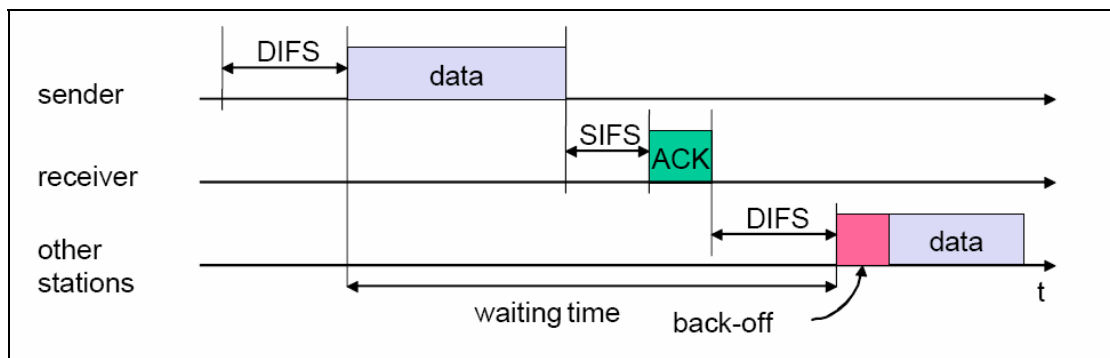 DIFS
data
sender
SIFS
ACK
receiver
DIFS
data
other
stations
t
waiting time
back-off